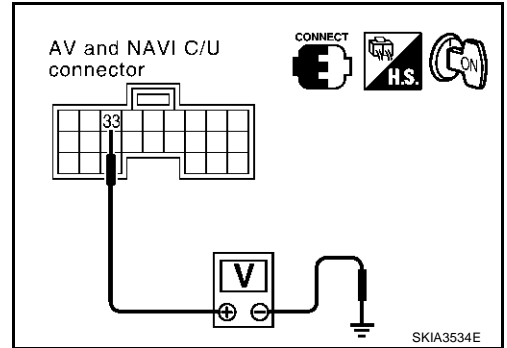 AV and NAVI C/U
connector
CONNECT
H.S.
ON
33
V
+ −
SKIA3534E